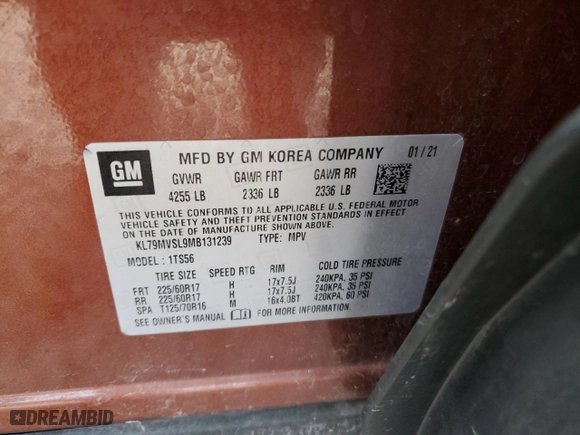 GM
MFD BY GM KOREA COMPANY 01 / 21
GVWR GAWR FRT GAWR RR
4255 LB 2336 LB 2336 LB
THIS VEHICLE CONFORMS TO ALL APPLICABLE U.S. FEDERAL MOTOR
VEHICLE SAFETY AND THEFT PREVENTION STANDARDS IN EFFECT
ON THE DATE OF MANUFACTURE SHOWN ABOVE.
KL79MVSL9MB131239 TYPE: MPV
MODEL: 1TS56
TIRE SIZE SPEED RTG RIM COLD TIRE PRESSURE
FRT 225/60R17 H 17x7.5J 240KPA, 35 PSI
RR 225/60R17 H 17x7.5J 240KPA, 35 PSI
SPA T125/70R16 M 16x4.0BT 420KPA, 60 PSI
SEE OWNER'S MANUAL FOR MORE INFORMATION.
DREAMBID